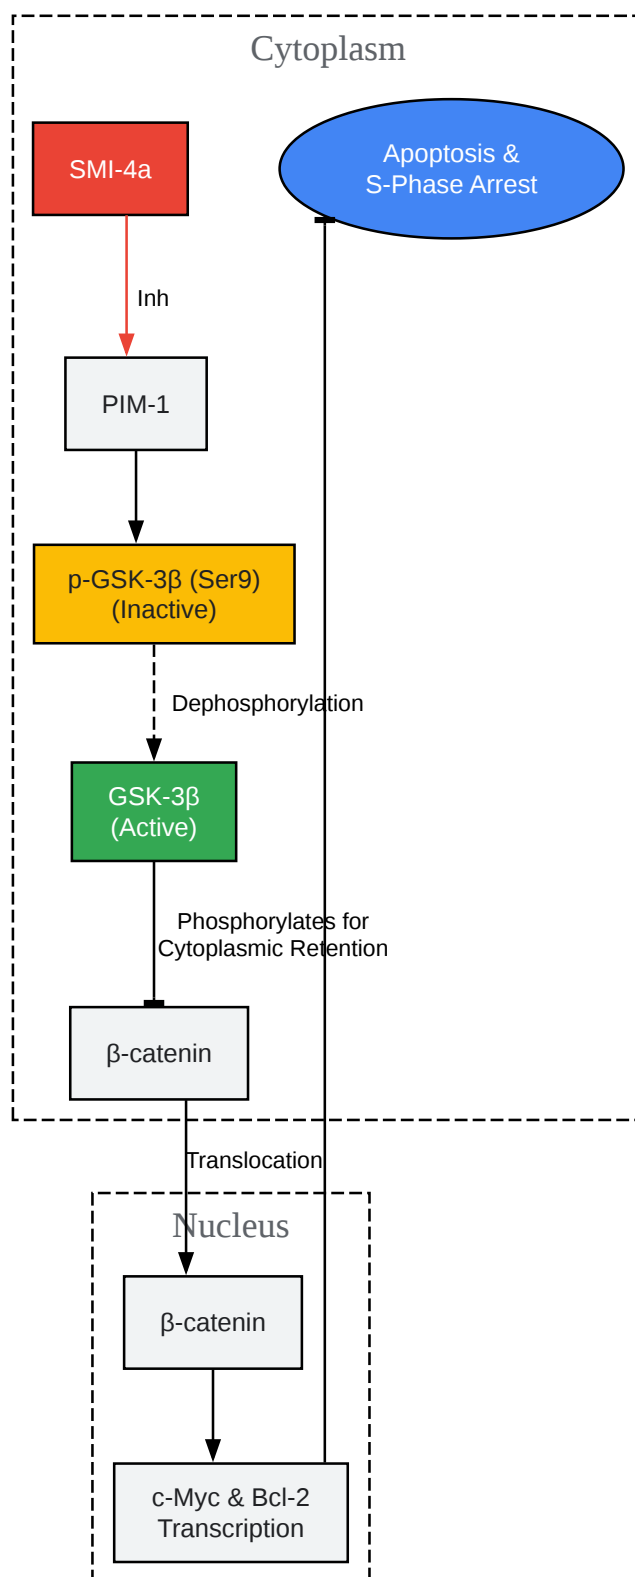 Cytoplasm
SMI-4a
Apoptosis &
S-Phase Arrest
Inh
PIM-1
p-GSK-3β (Ser9)
(Inactive)
Dephosphorylation
GSK-3β
(Active)
Phosphorylates for
Cytoplasmic Retention
β-catenin
Translocation
Nucleus
β-catenin
c-Myc & Bcl-2
Transcription